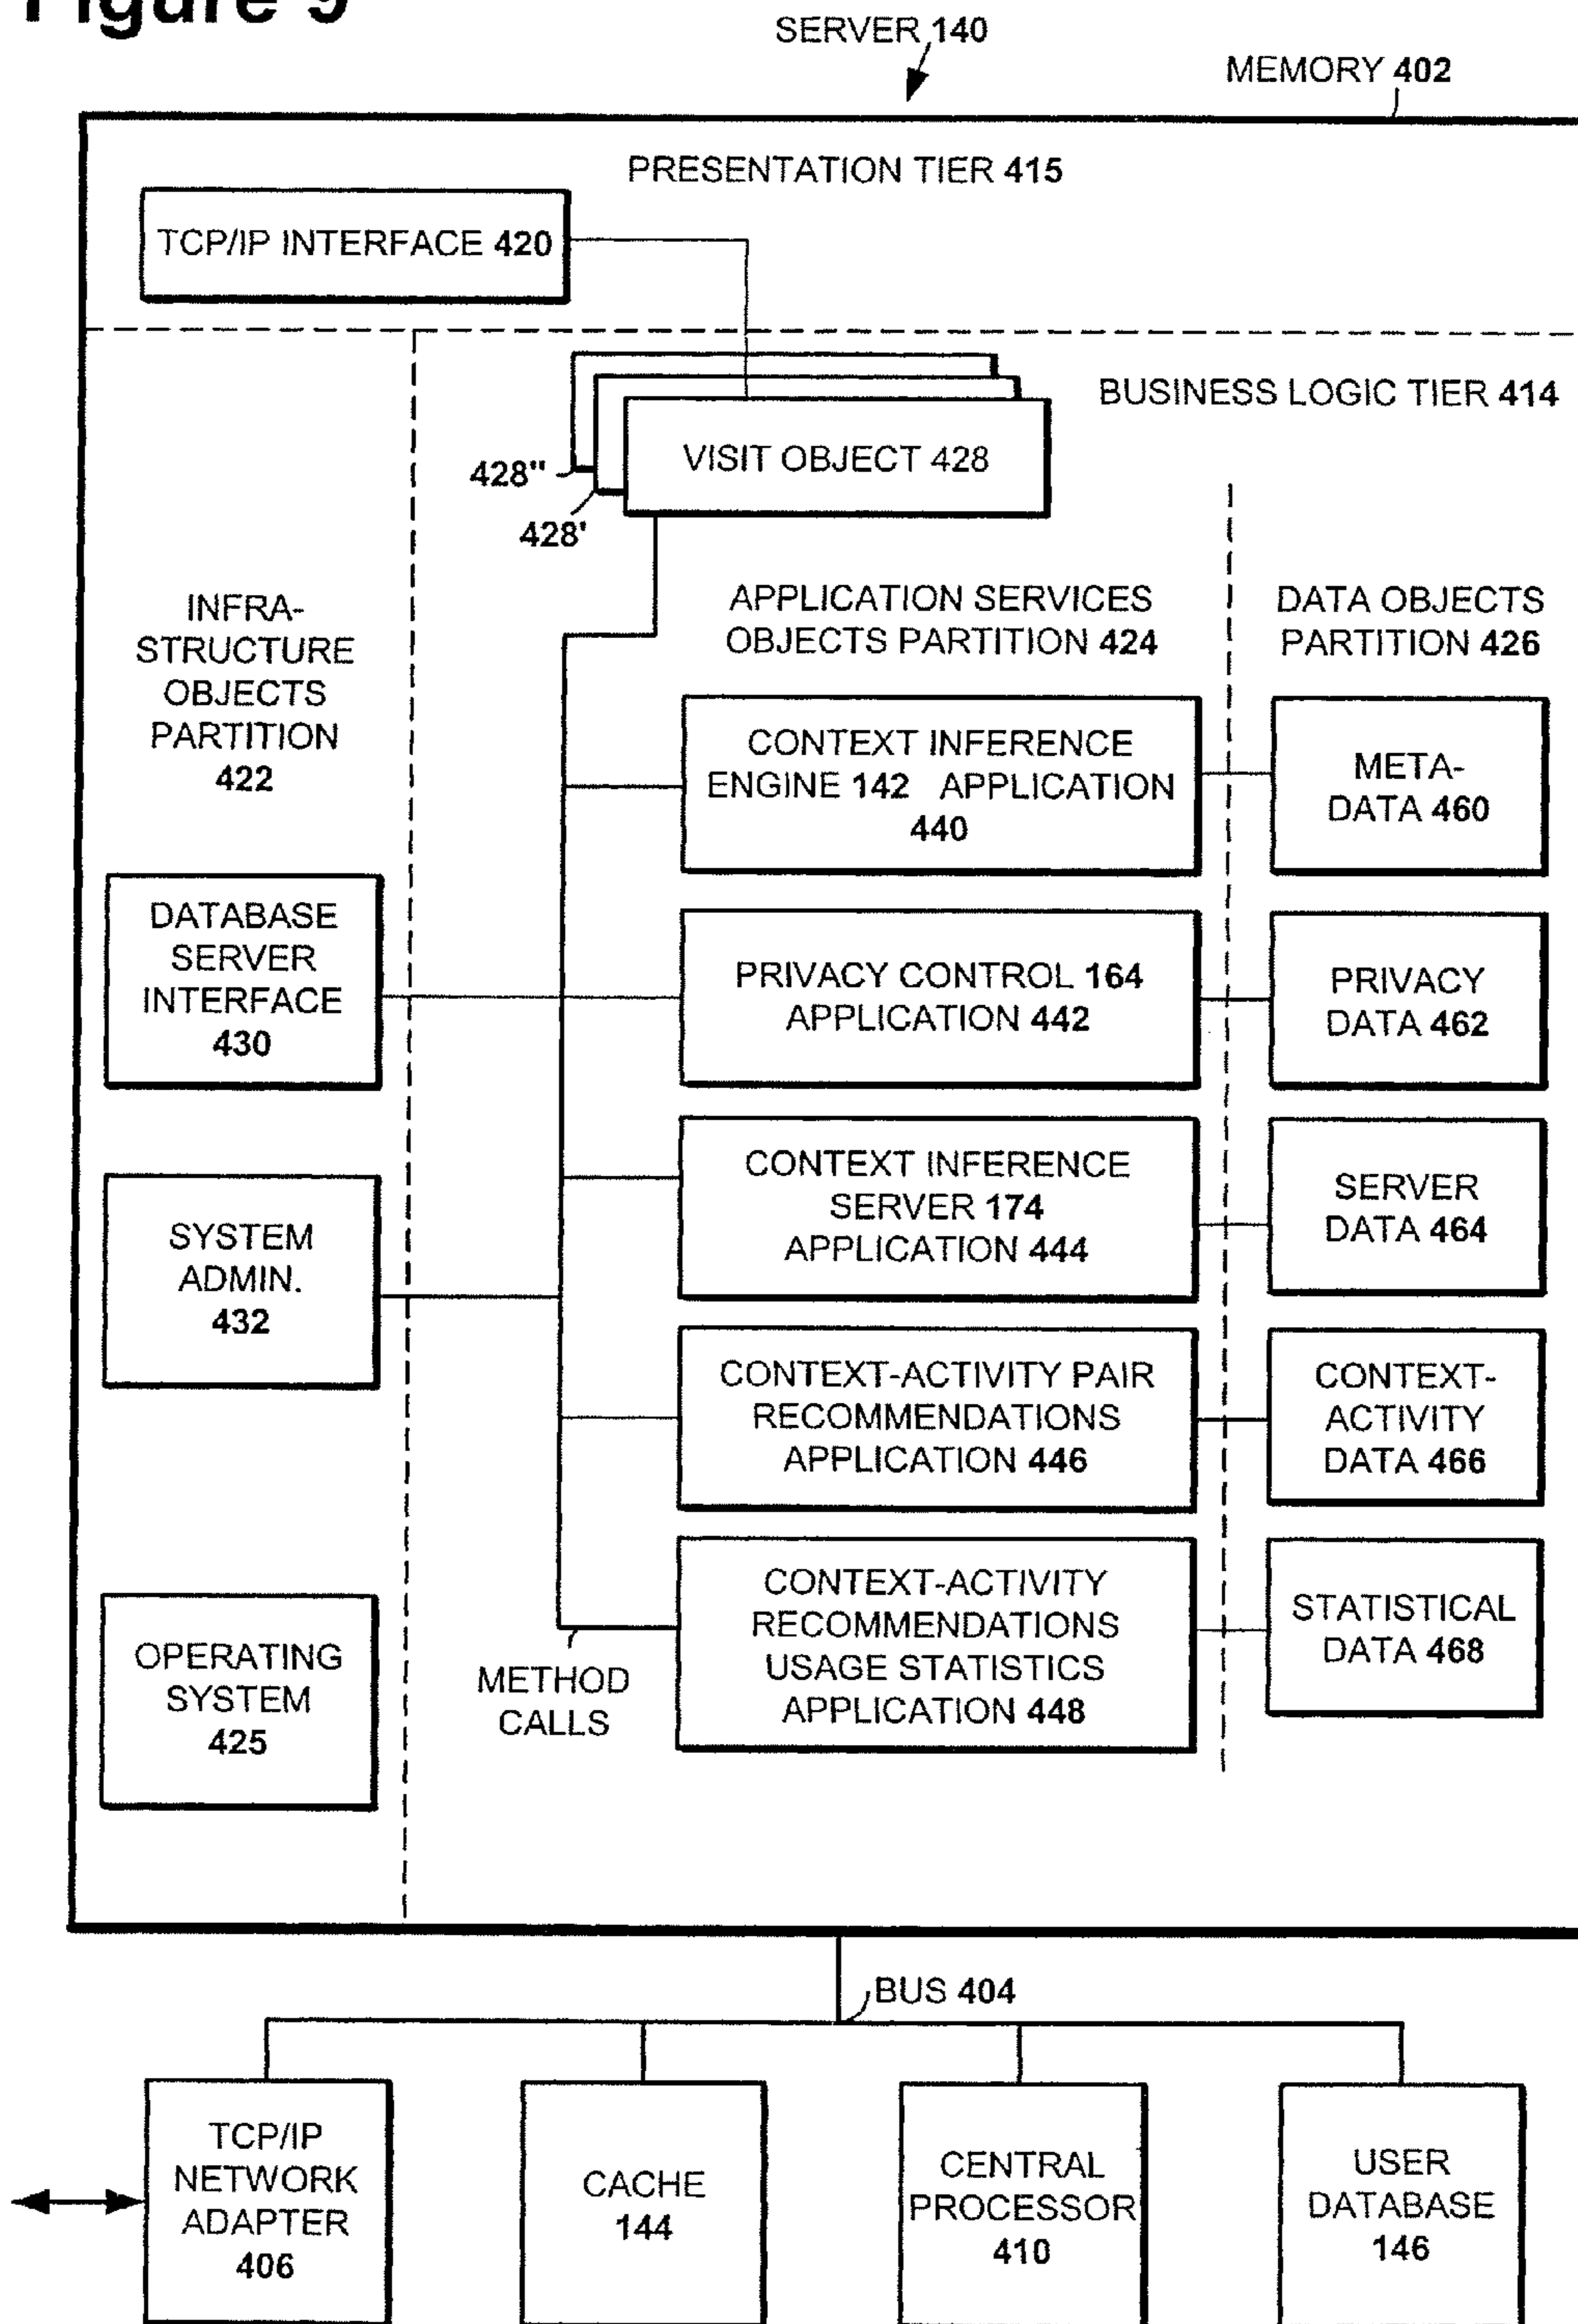 Figure 9
SERVER 140
MEMORY 402
PRESENTATION TIER 415
TCP/IP INTERFACE 420
BUSINESS LOGIC TIER 414
VISIT OBJECT 428
428"
428'
INFRA-
STRUCTURE
OBJECTS
PARTITION
422
APPLICATION SERVICES
OBJECTS PARTITION 424
DATA OBJECTS
PARTITION 426
CONTEXT INFERENCE
ENGINE 142 APPLICATION
440
META-
DATA 460
DATABASE
SERVER
INTERFACE
430
PRIVACY CONTROL 164
APPLICATION 442
PRIVACY
DATA 462
CONTEXT INFERENCE
SERVER 174
APPLICATION 444
SERVER
DATA 464
SYSTEM
ADMIN.
432
CONTEXT-ACTIVITY PAIR
RECOMMENDATIONS
APPLICATION 446
CONTEXT-
ACTIVITY
DATA 466
CONTEXT-ACTIVITY
RECOMMENDATIONS
USAGE STATISTICS
APPLICATION 448
STATISTICAL
DATA 468
OPERATING
SYSTEM
425
METHOD
CALLS
BUS 404
TCP/IP
NETWORK
ADAPTER
406
CACHE
144
CENTRAL
PROCESSOR
410
USER
DATABASE
146